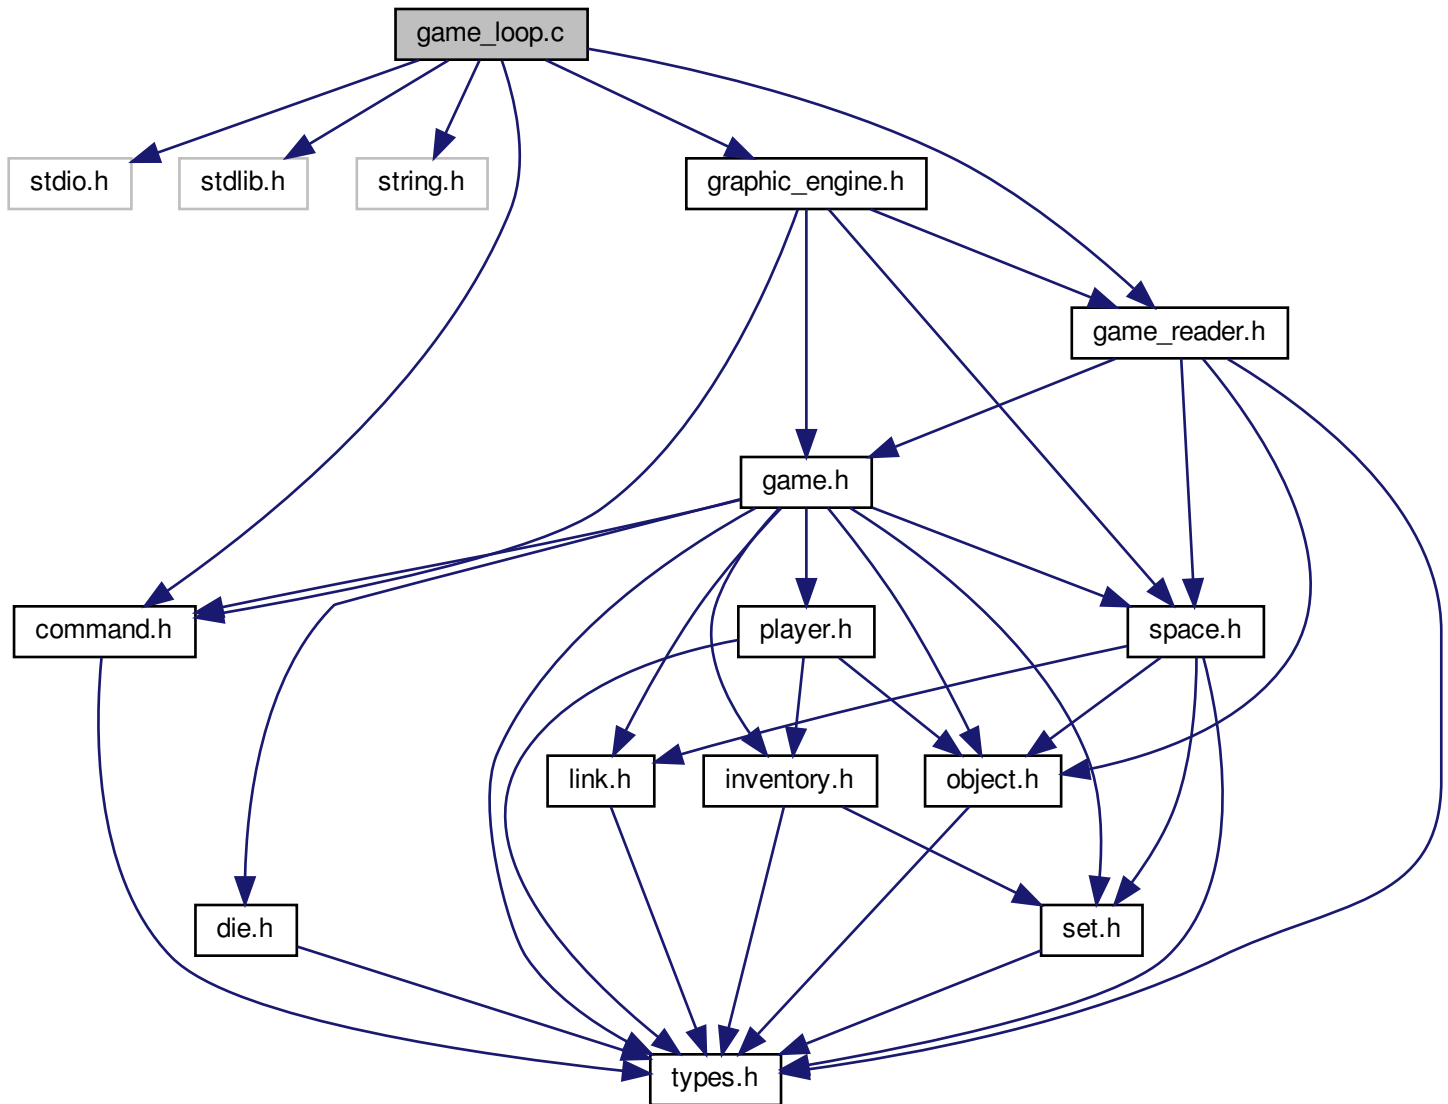 game_loop.c
stdio.h
stdlib.h
string.h
graphic_engine.h
game_reader.h
game.h
command.h
player.h
space.h
link.h
inventory.h
object.h
die.h
set.h
types.h